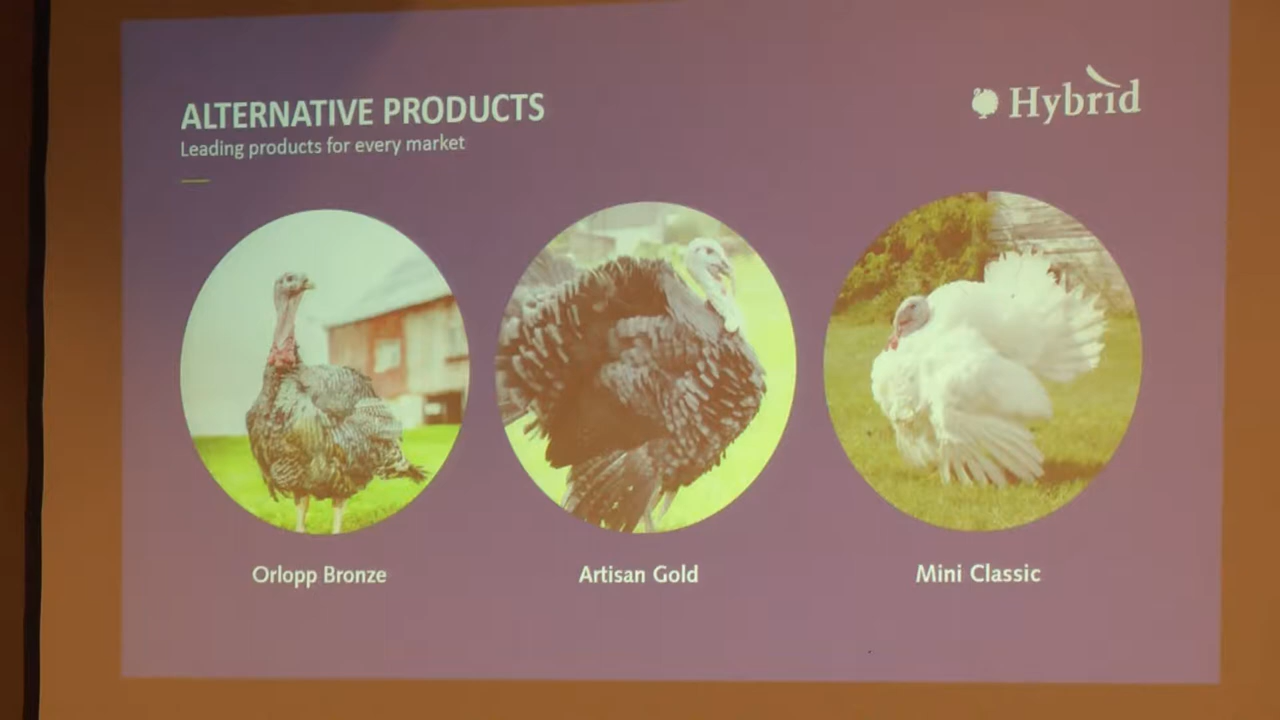 ALTERNATIVE PRODUCTS
Leading products for every market
Hybrid
Orlopp Bronze
Artisan Gold
Mini Classic